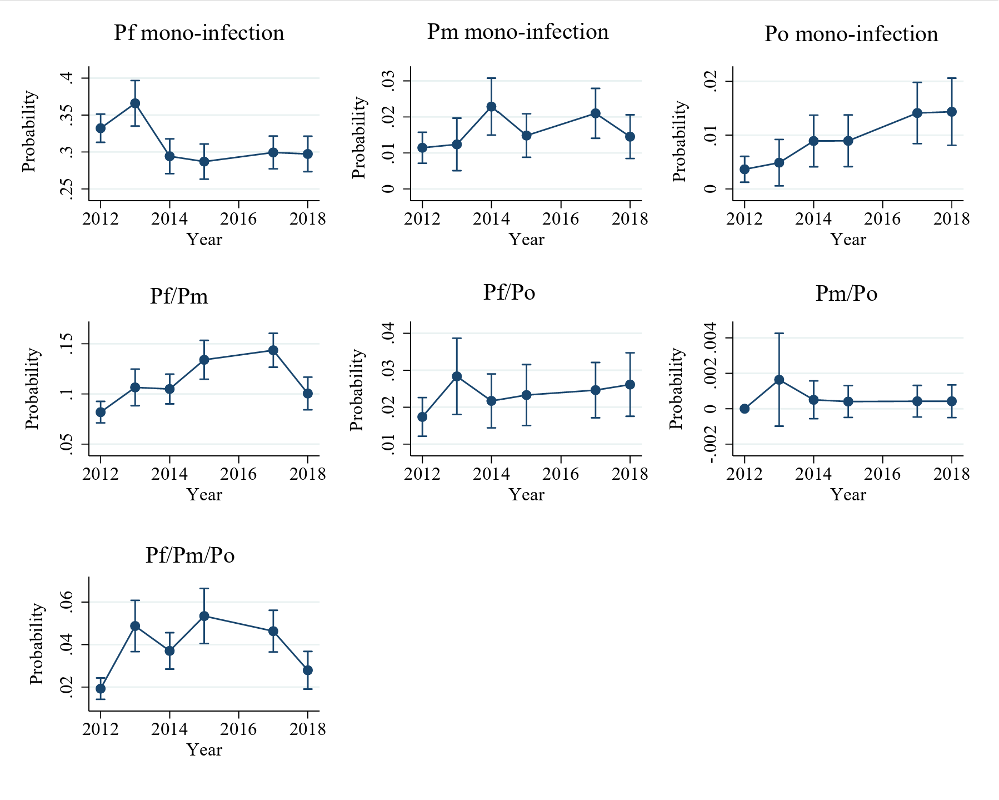 Pf mono-infection
Probability
.4
.35
.3
.25
2012 2014 2016 2018
Year
Pm mono-infection
Probability
.03
.02
.01
0
2012 2014 2016 2018
Year
Po mono-infection
Probability
.02
.01
0
2012 2014 2016 2018
Year
Pf/Pm
Probability
.15
.1
.05
2012 2014 2016 2018
Year
Pf/Po
Probability
.04
.03
.02
.01
2012 2014 2016 2018
Year
Pm/Po
Probability
.004
.002
0
-.002
2012 2014 2016 2018
Year
Pf/Pm/Po
Probability
.06
.04
.02
2012 2014 2016 2018
Year